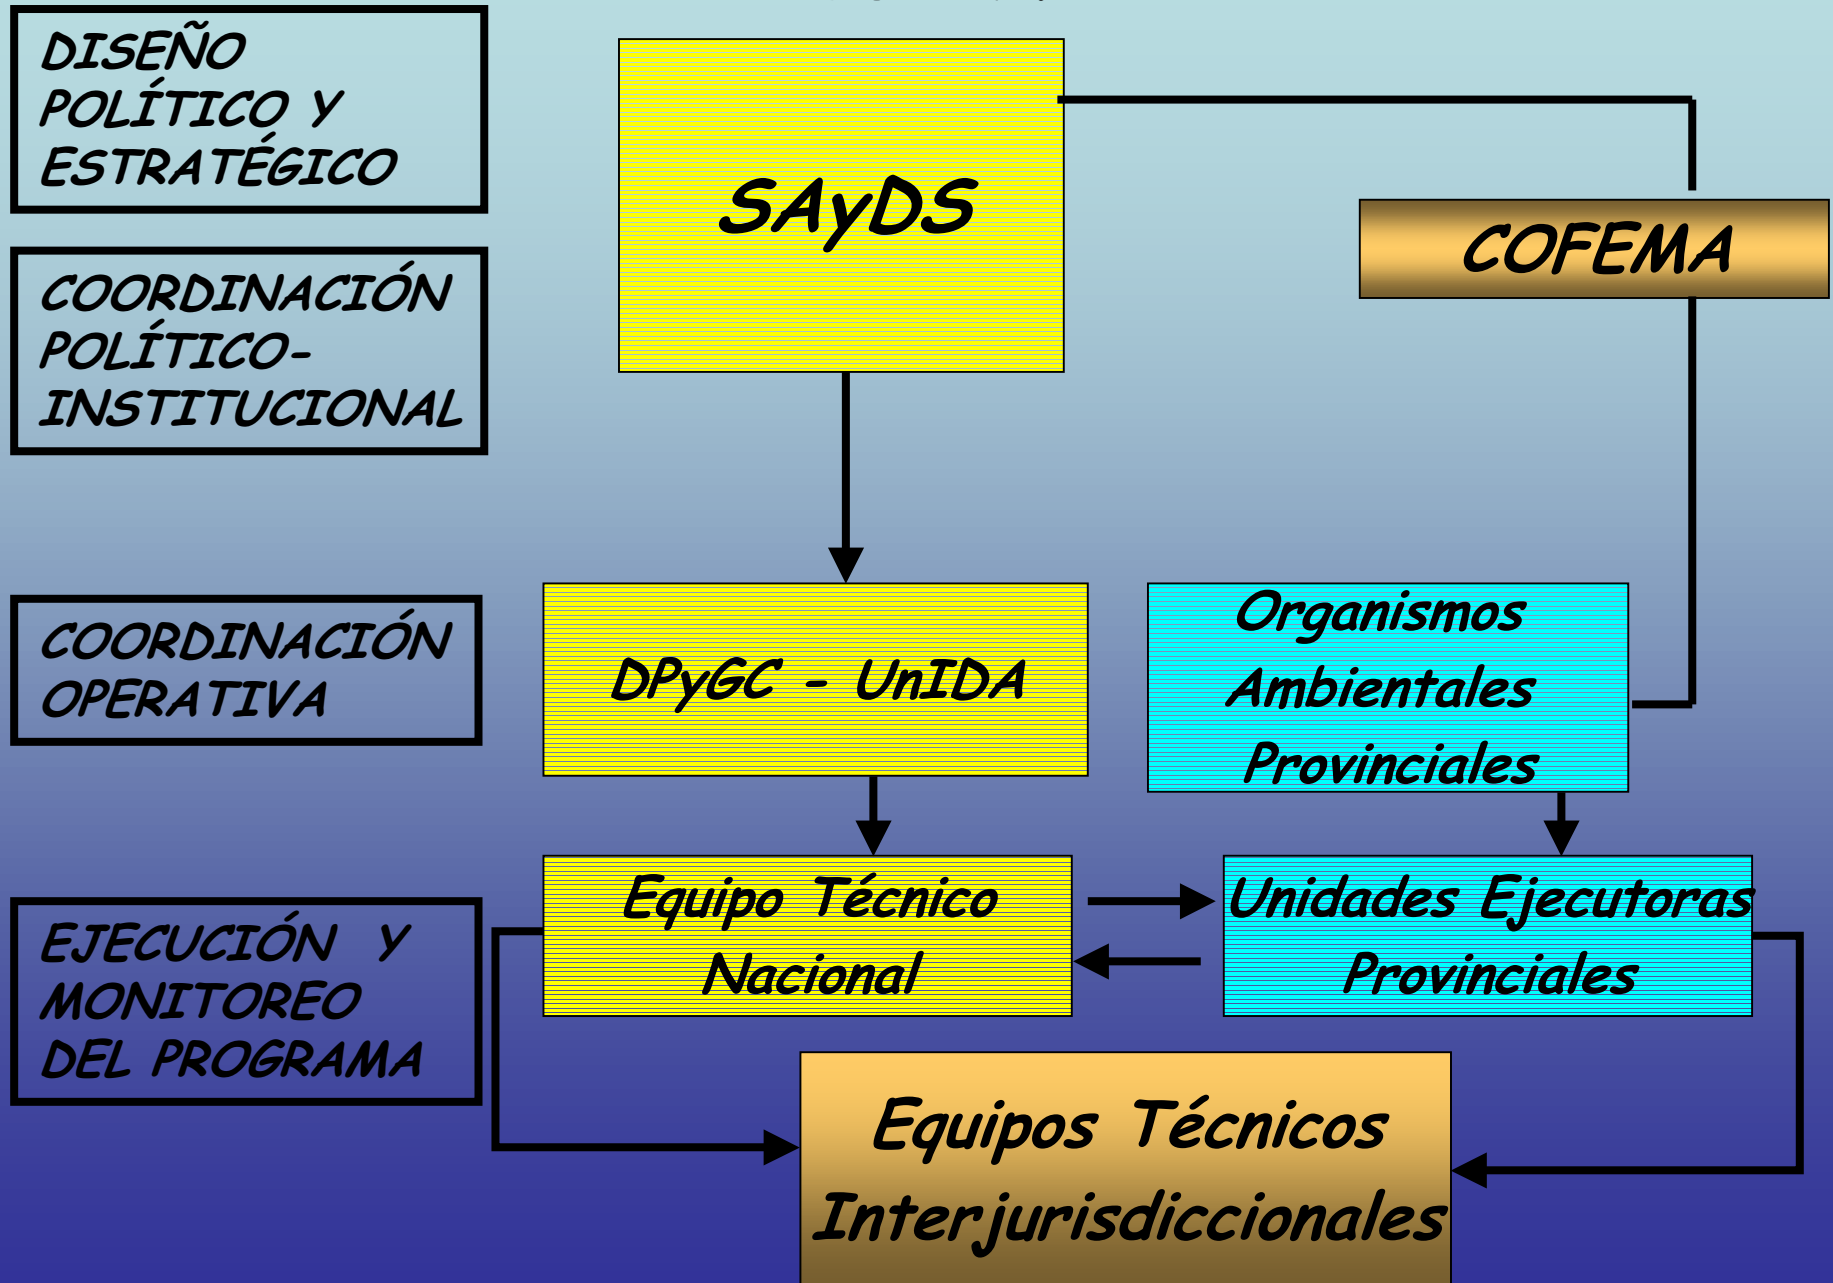 DISEÑO
POLÍTICO Y
ESTRATÉGICO
SAyDS
COFEMA
COORDINACIÓN
POLÍTICO-
INSTITUCIONAL
COORDINACIÓN
OPERATIVA
DPyGC - UnIDA
Organismos
Ambientales
Provinciales
EJECUCIÓN Y
MONITOREO
DEL PROGRAMA
Equipo Técnico
Nacional
Unidades Ejecutoras
Provinciales
Equipos Técnicos
Interjurisdiccionales